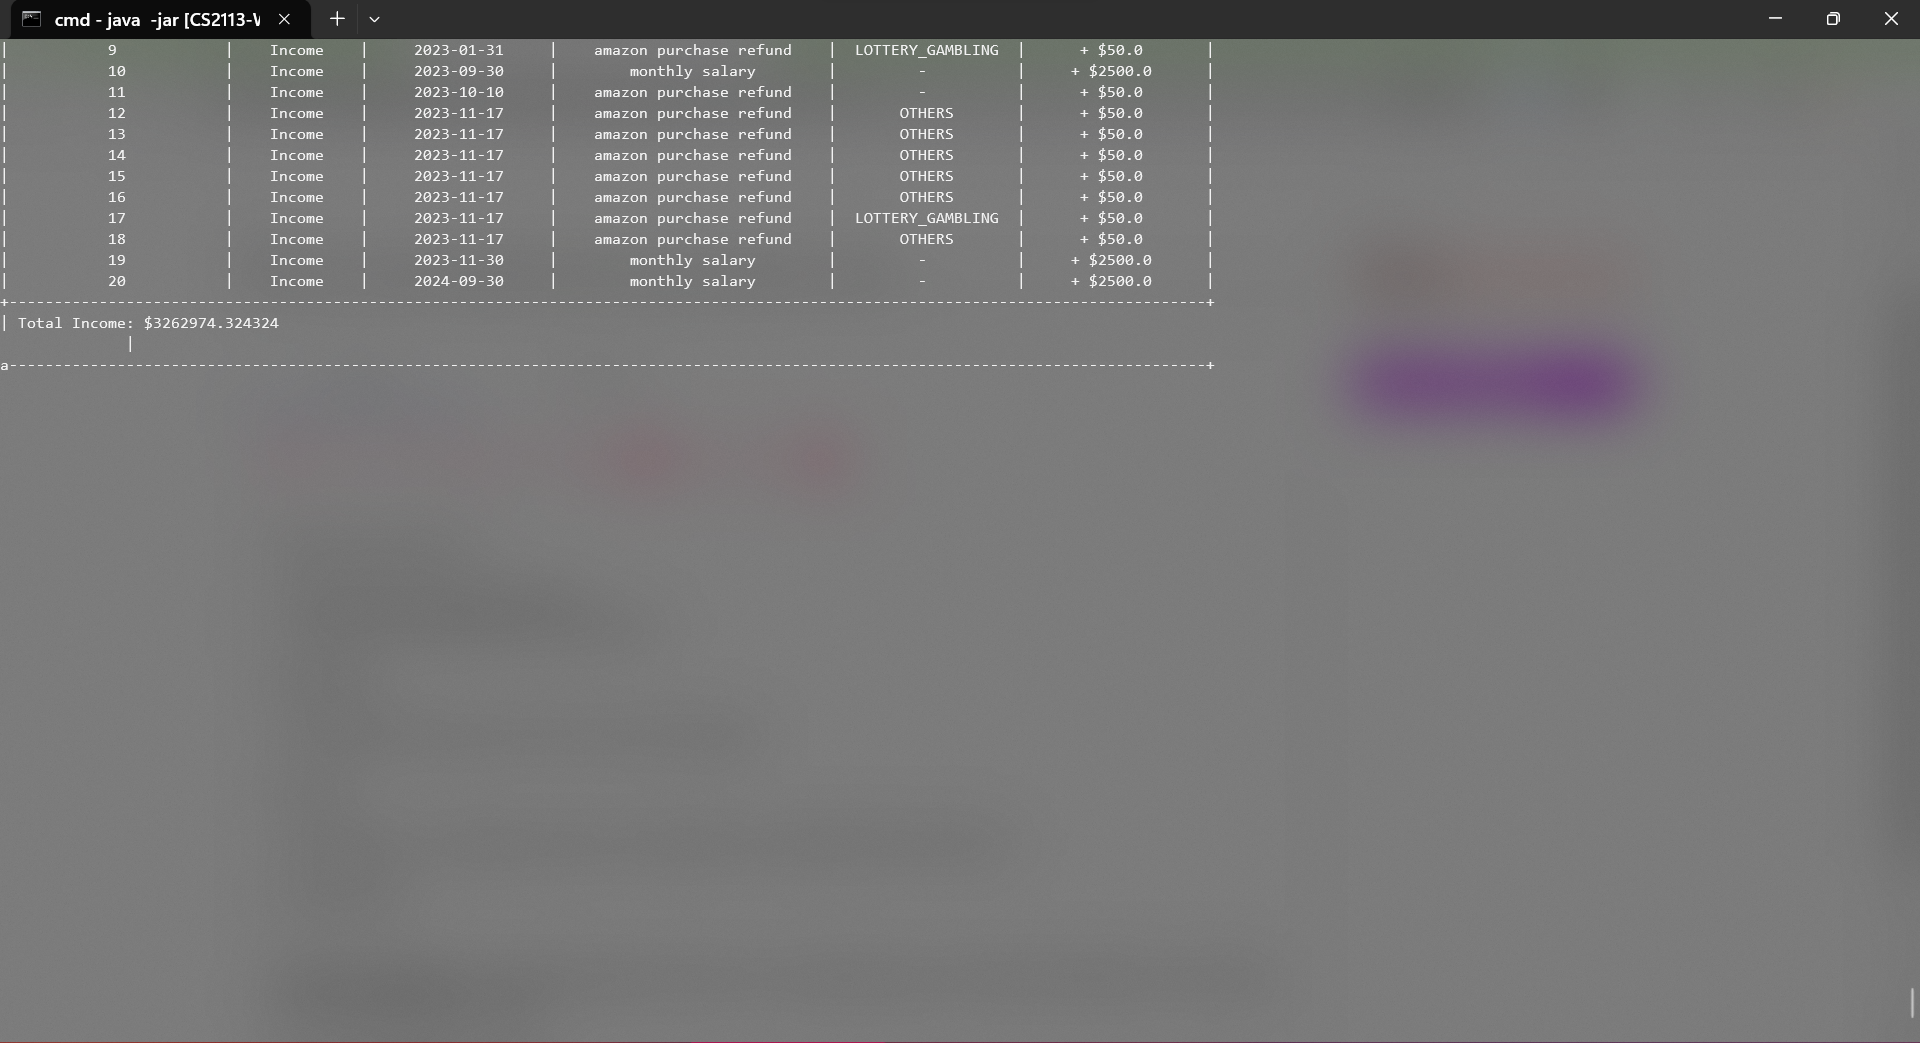 cmd - java -jar [CS2113-V
| 9 | Income | 2023-01-31 | amazon purchase refund | LOTTERY_GAMBLING | + $50.0 |
| 10 | Income | 2023-09-30 | monthly salary | - | + $2500.0 |
| 11 | Income | 2023-10-10 | amazon purchase refund | - | + $50.0 |
| 12 | Income | 2023-11-17 | amazon purchase refund | OTHERS | + $50.0 |
| 13 | Income | 2023-11-17 | amazon purchase refund | OTHERS | + $50.0 |
| 14 | Income | 2023-11-17 | amazon purchase refund | OTHERS | + $50.0 |
| 15 | Income | 2023-11-17 | amazon purchase refund | OTHERS | + $50.0 |
| 16 | Income | 2023-11-17 | amazon purchase refund | OTHERS | + $50.0 |
| 17 | Income | 2023-11-17 | amazon purchase refund | LOTTERY_GAMBLING | + $50.0 |
| 18 | Income | 2023-11-17 | amazon purchase refund | OTHERS | + $50.0 |
| 19 | Income | 2023-11-30 | monthly salary | - | + $2500.0 |
| 20 | Income | 2024-09-30 | monthly salary | - | + $2500.0 |
+-------------------------------------------------------------------------------------------------------------------------------------+
| Total Income: $3262974.324324
|
a-------------------------------------------------------------------------------------------------------------------------------------+